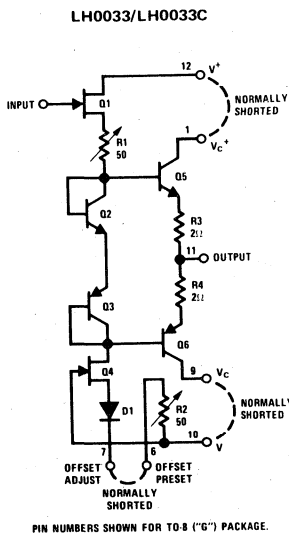 LH0033/LH0033C
12 V+
INPUT Q1
NORMALLY
SHORTED
1 VC+
R1
50
Q5
Q2
R3
2Ω
11 OUTPUT
R4
2Ω
Q3
Q6
Q4
9 VC
D1
R2
50
NORMALLY
SHORTED
10 V
7 6
OFFSET
ADJUST
OFFSET
PRESET
NORMALLY
SHORTED
PIN NUMBERS SHOWN FOR TO-8 ("G") PACKAGE.